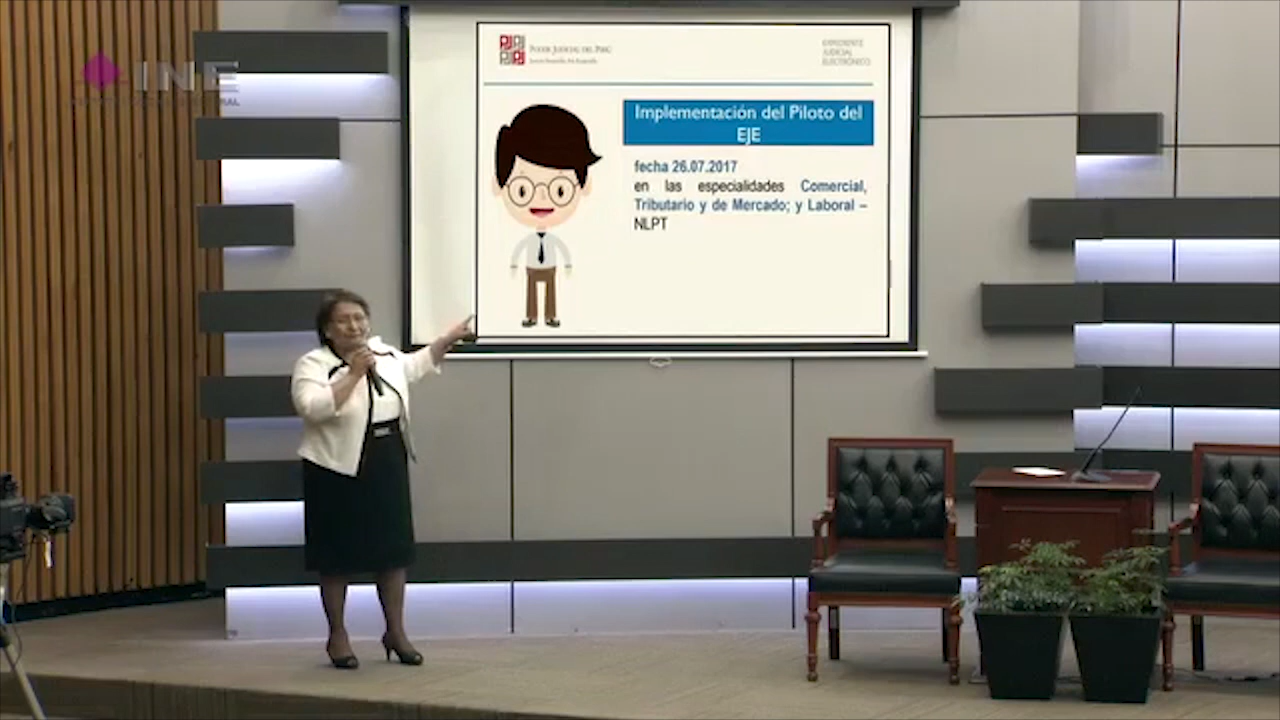 INE
PODER JUDICIAL DEL PERÚ
EXPEDIENTE
JUDICIAL
ELECTRÓNICO
Implementación del Piloto del
EJE
fecha 26.07.2017
en las especialidades Comercial,
Tributario y de Mercado; y Laboral –
NLPT